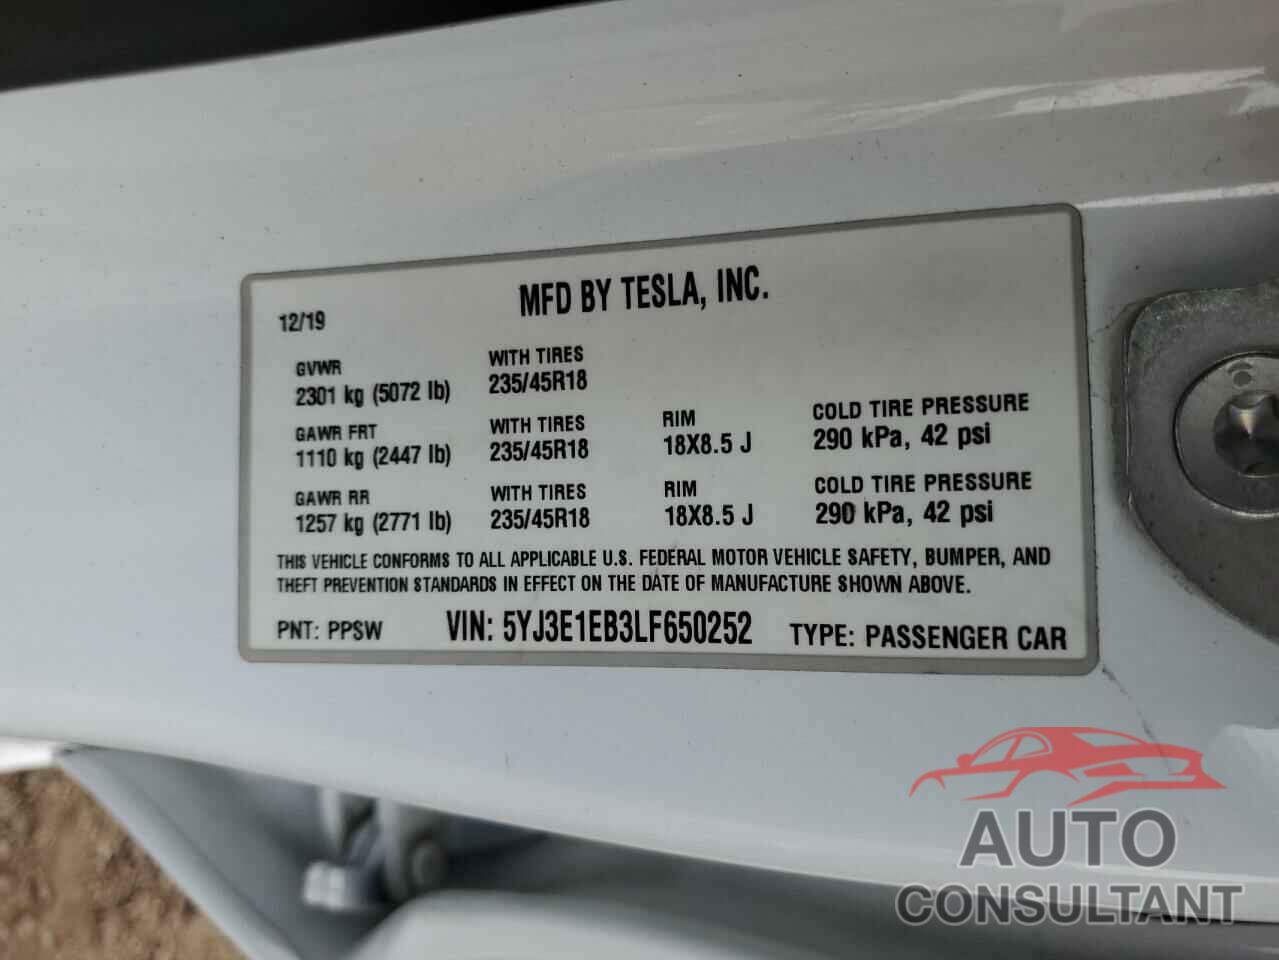 MFD BY TESLA, INC.
12/19
GVWR WITH TIRES
2301 kg (5072 lb) 235/45R18
GAWR FRT WITH TIRES RIM COLD TIRE PRESSURE
1110 kg (2447 lb) 235/45R18 18X8.5 J 290 kPa, 42 psi
GAWR RR WITH TIRES RIM COLD TIRE PRESSURE
1257 kg (2771 lb) 235/45R18 18X8.5 J 290 kPa, 42 psi
THIS VEHICLE CONFORMS TO ALL APPLICABLE U.S. FEDERAL MOTOR VEHICLE SAFETY, BUMPER, AND
THEFT PREVENTION STANDARDS IN EFFECT ON THE DATE OF MANUFACTURE SHOWN ABOVE.
PNT: PPSW VIN: 5YJ3E1EB3LF650252 TYPE: PASSENGER CAR
AUTO
CONSULTANT